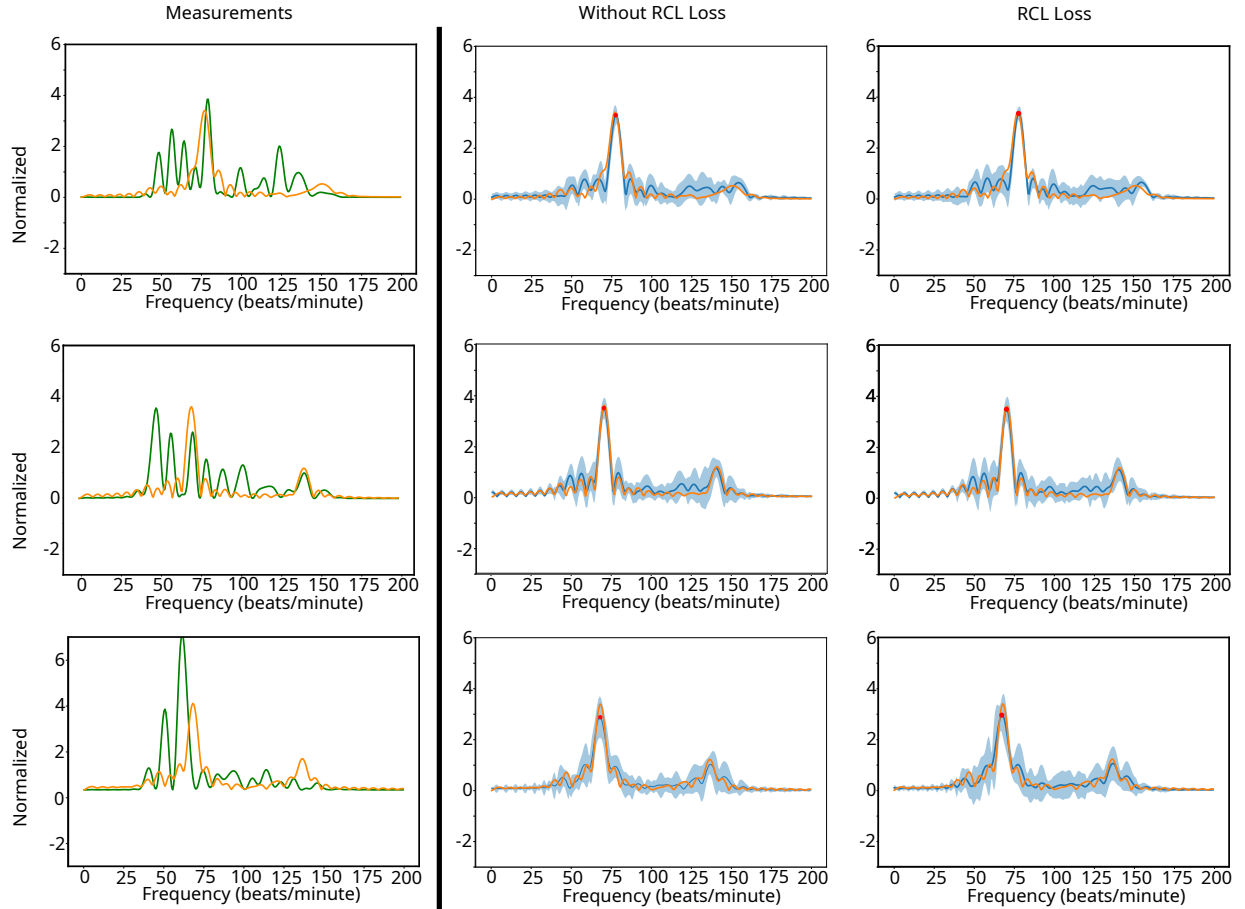 Measurements Without RCL Loss RCL Loss
6 6 6
4 4 4
2 2 2
0 0 0
-2 -2 -2
Normalized
0 25 50 75 100 125 150 175 200 0 25 50 75 100 125 150 175 200 0 25 50 75 100 125 150 175 200
Frequency (beats/minute) Frequency (beats/minute) Frequency (beats/minute)
6 6 6
4 4 4
2 2 2
0 0 0
-2 -2 -2
Normalized
0 25 50 75 100 125 150 175 200 0 25 50 75 100 125 150 175 200 0 25 50 75 100 125 150 175 200
Frequency (beats/minute) Frequency (beats/minute) Frequency (beats/minute)
6 6 6
4 4 4
2 2 2
0 0 0
-2 -2 -2
Normalized
0 25 50 75 100 125 150 175 200 0 25 50 75 100 125 150 175 200 0 25 50 75 100 125 150 175 200
Frequency (beats/minute) Frequency (beats/minute) Frequency (beats/minute)